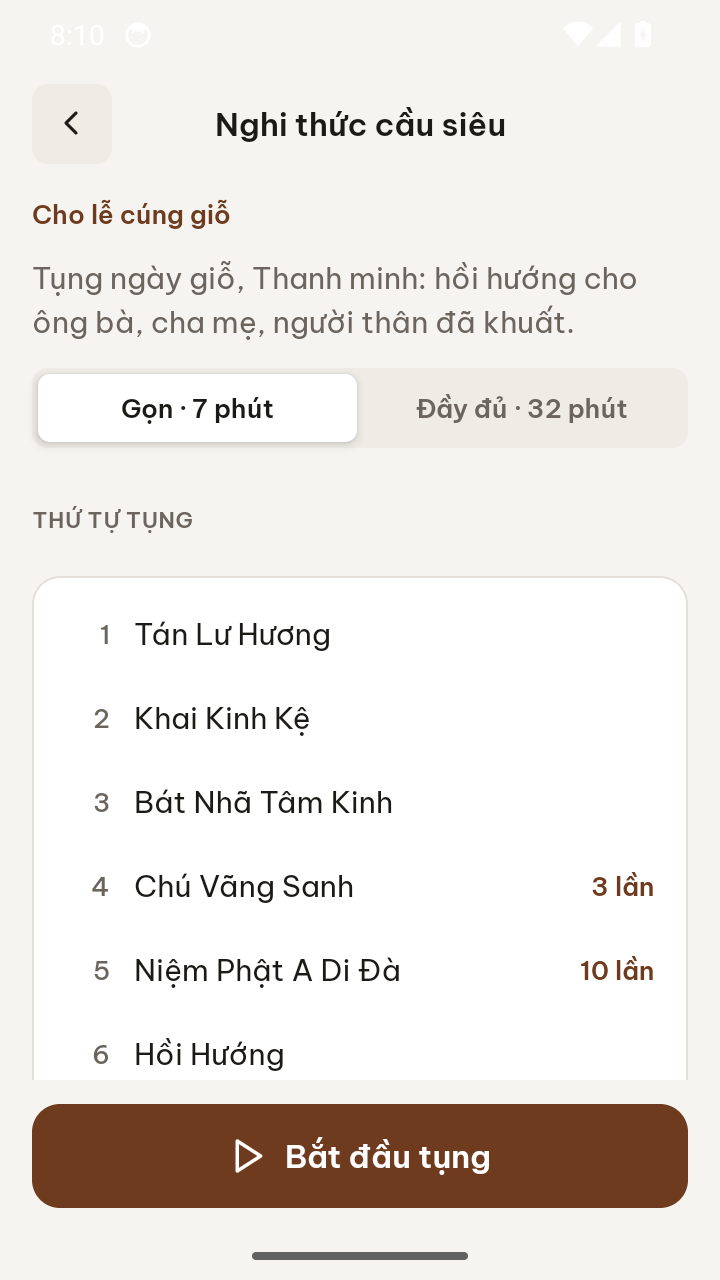 8:10
Nghi thức cầu siêu
Cho lễ cúng giỗ
Tụng ngày giỗ, Thanh minh: hồi hướng cho
ông bà, cha mẹ, người thân đã khuất.
Gọn · 7 phút
Đầy đủ · 32 phút
THỨ TỰ TỤNG
1 Tán Lư Hương
2 Khai Kinh Kệ
3 Bát Nhã Tâm Kinh
4 Chú Vãng Sanh 3 lần
5 Niệm Phật A Di Đà 10 lần
6 Hồi Hướng
Bắt đầu tụng